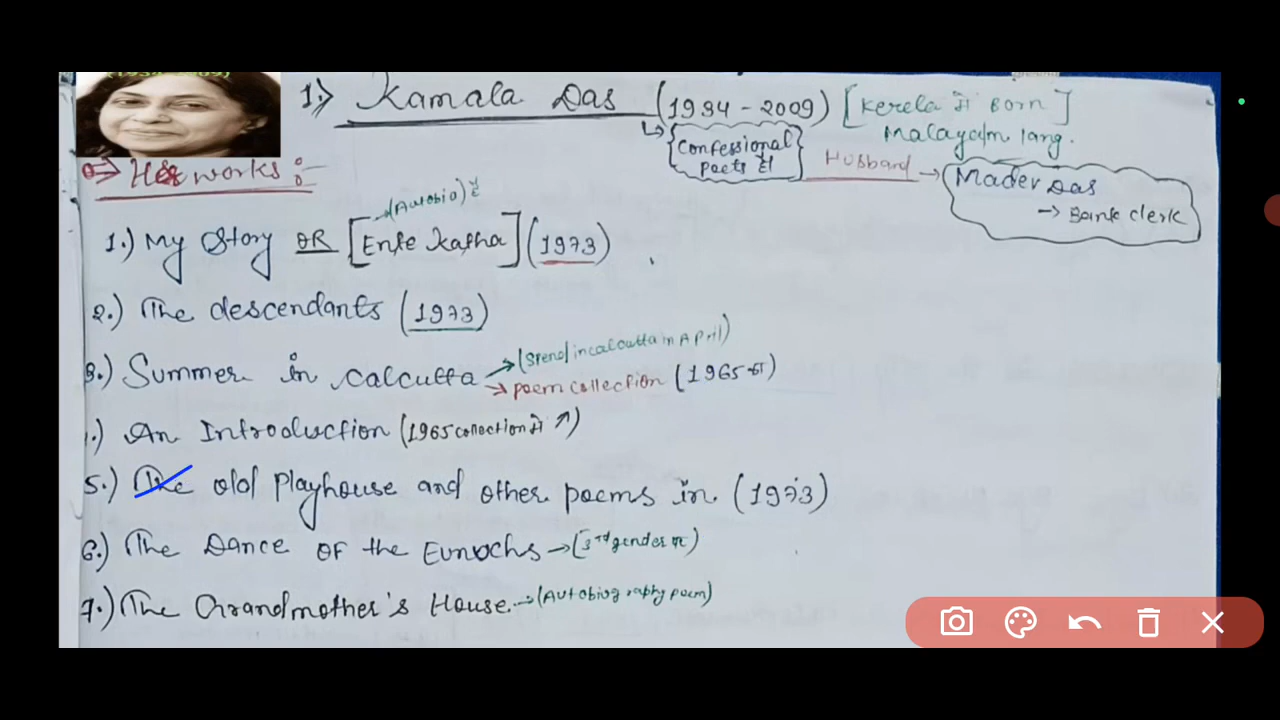 1.) Kamala Das (1934 - 2009) [Kerela में Born]
Malayalm lang.
{Confessional
Poets है}
Husband → Mader Das
→ Bank clerk
Her works :-
(Autobio)
1.) My Story OR [Ente Katha] (1973)
2.) The descendants (1973)
3.) Summer in calcutta → (Spend in calcutta in April)
→ poem collection (1965 का)
.) An Introduction (1965 collection में ↗)
5.) The old Playhouse and other poems in (1973)
6.) The Dance OF the Eunochs → (3rd gender पर)
7.) The Grandmother's House → (Autobiography poem)